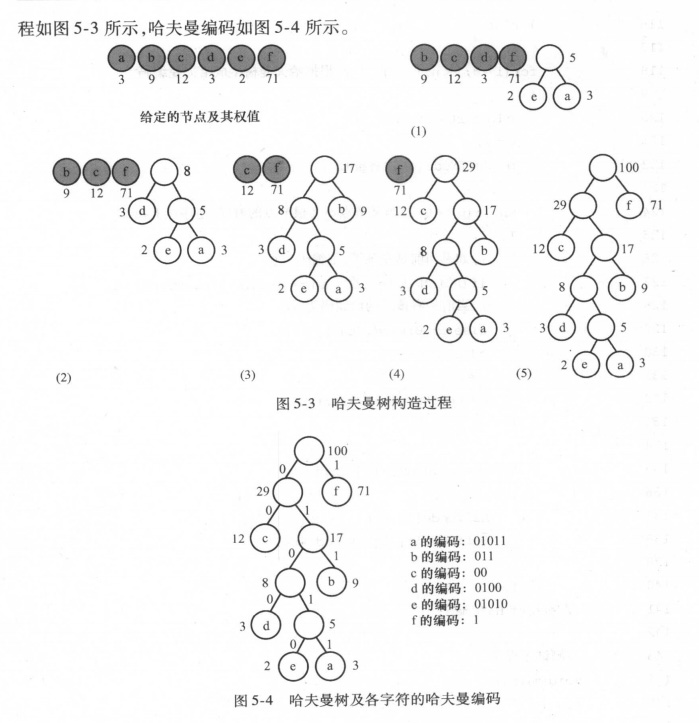 程如图 5-3 所示,哈夫曼编码如图 5-4 所示。
a b c d e f
3 9 12 3 2 71
给定的节点及其权值
b c d f 5
9 12 3 71 2 e a 3
(1)
b c f 8
9 12 71 3 d 5
2 e a 3
(2)
c f 17
12 71 8 b 9
3 d 5
2 e a 3
(3)
f 29
71 12 c 17
8 b
3 d 5
2 e a 3
(4)
100
29 f 71
12 c 17
8 b 9
3 d 5
2 e a 3
(5)
图 5-3 哈夫曼树构造过程
100
0 1
29 f 71
0 1
12 c 17
0 1
8 b 9
0 1
3 d 5
0 1
2 e a 3
a 的编码：01011
b 的编码：011
c 的编码：00
d 的编码：0100
e 的编码：01010
f 的编码：1
图 5-4 哈夫曼树及各字符的哈夫曼编码